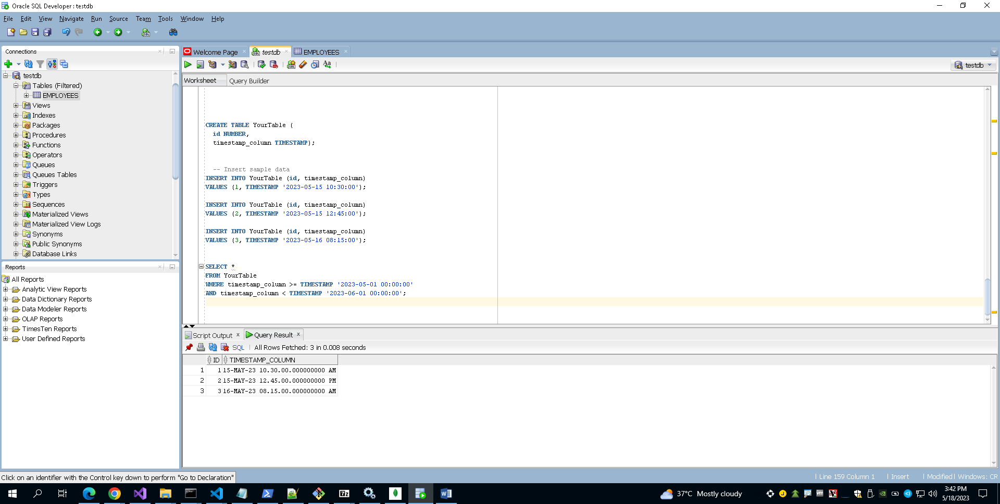 Oracle SQL Developer : testdb
File Edit View Navigate Run Source Team Tools Window Help
Connections
testdb
Tables (Filtered)
EMPLOYEES
Views
Indexes
Packages
Procedures
Functions
Operators
Queues
Queues Tables
Triggers
Types
Sequences
Materialized Views
Materialized View Logs
Synonyms
Public Synonyms
Database Links
Reports
All Reports
Analytic View Reports
Data Dictionary Reports
Data Modeler Reports
OLAP Reports
TimesTen Reports
User Defined Reports
Welcome Page testdb EMPLOYEES
testdb
Worksheet Query Builder
CREATE TABLE YourTable (
id NUMBER,
timestamp_column TIMESTAMP);
-- Insert sample data
INSERT INTO YourTable (id, timestamp_column)
VALUES (1, TIMESTAMP '2023-05-15 10:30:00');
INSERT INTO YourTable (id, timestamp_column)
VALUES (2, TIMESTAMP '2023-05-15 12:45:00');
INSERT INTO YourTable (id, timestamp_column)
VALUES (3, TIMESTAMP '2023-05-16 08:15:00');
SELECT *
FROM YourTable
WHERE timestamp_column >= TIMESTAMP '2023-05-01 00:00:00'
AND timestamp_column < TIMESTAMP '2023-06-01 00:00:00';
Script Output Query Result
SQL All Rows Fetched: 3 in 0.008 seconds
ID TIMESTAMP_COLUMN
1 1 15-MAY-23 10.30.00.000000000 AM
2 2 15-MAY-23 12.45.00.000000000 PM
3 3 16-MAY-23 08.15.00.000000000 AM
Click on an identifier with the Control key down to perform "Go to Declaration"
Line 159 Column 1 Insert Modified Windows: CR
37°C Mostly cloudy
3:42 PM
5/18/2023